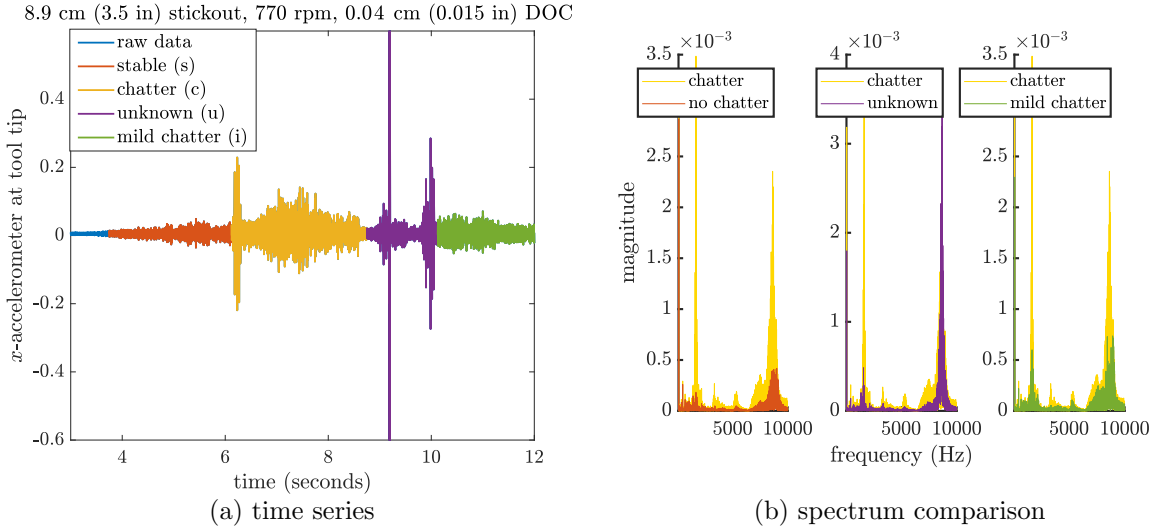 8.9 cm (3.5 in) stickout, 770 rpm, 0.04 cm (0.015 in) DOC
raw data
stable (s)
chatter (c)
unknown (u)
mild chatter (i)
x-accelerometer at tool tip
0.4
0.2
0
-0.2
-0.4
-0.6
4 6 8 10 12
time (seconds)
(a) time series
×10⁻³
3.5
chatter
no chatter
2.5
2
1.5
1
0.5
0
magnitude
5000 10000
×10⁻³
4
chatter
unknown
3
2
1
0
5000 10000
frequency (Hz)
×10⁻³
3.5
chatter
mild chatter
2.5
2
1.5
1
0.5
0
5000 10000
(b) spectrum comparison